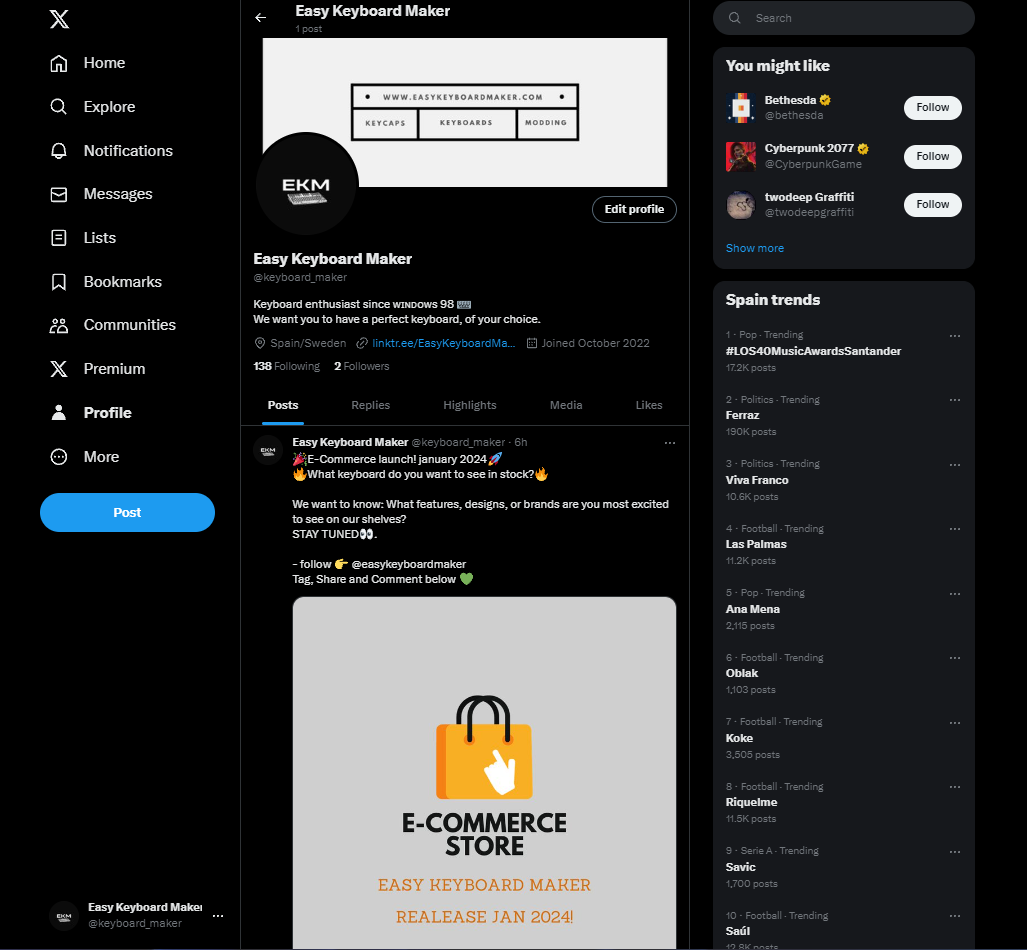 Home
Explore
Notifications
Messages
Lists
Bookmarks
Communities
Premium
Profile
More
Post
Easy Keyboard Maker
@keyboard_maker
Easy Keyboard Maker
1 post
WWW.EASYKEYBOARDMAKER.COM
KEYCAPS KEYBOARDS MODDING
EKM
Edit profile
Easy Keyboard Maker
@keyboard_maker
Keyboard enthusiast since ᴡɪɴᴅᴏᴡs 98 ⌨️
We want you to have a perfect keyboard, of your choice.
Spain/Sweden linktr.ee/EasyKeyboardMa... Joined October 2022
138 Following 2 Followers
Posts Replies Highlights Media Likes
EKM
Easy Keyboard Maker @keyboard_maker · 6h
🎉E-Commerce launch! january 2024🚀
🔥What keyboard do you want to see in stock?🔥
We want to know: What features, designs, or brands are you most excited
to see on our shelves?
STAY TUNED👀.
- follow 👉 @easykeyboardmaker
Tag, Share and Comment below 💚
E-COMMERCE
STORE
EASY KEYBOARD MAKER
REALEASE JAN 2024!
Search
You might like
Bethesda
@bethesda
Follow
Cyberpunk 2077
@CyberpunkGame
Follow
twodeep Graffiti
@twodeepgraffiti
Follow
Show more
Spain trends
1 · Pop · Trending
#LOS40MusicAwardsSantander
17.2K posts
2 · Politics · Trending
Ferraz
190K posts
3 · Politics · Trending
Viva Franco
10.6K posts
4 · Football · Trending
Las Palmas
11.2K posts
5 · Pop · Trending
Ana Mena
2,115 posts
6 · Football · Trending
Oblak
1,103 posts
7 · Football · Trending
Koke
3,505 posts
8 · Football · Trending
Riquelme
11.5K posts
9 · Serie A · Trending
Savic
1,700 posts
10 · Football · Trending
Saúl
12.8K posts
EKM